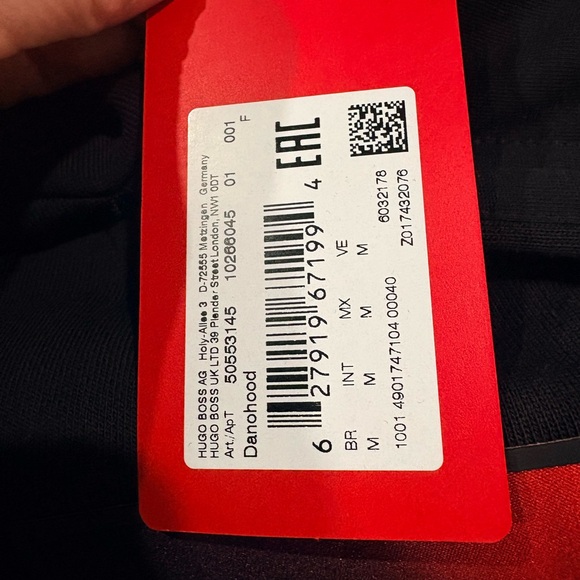 HUGO BOSS AG Holy-Allee 3 D-72555 Metzingen Germany
HUGO BOSS UK LTD 39 Plender Street London, NW1 0DT
Art./ApT 50553145 10266045 01 001
F
Danohood
6 27919 67199 4
EAC
BR INT MX VE
M M M M
6032178
1001 4901747104 00040 Z017432076